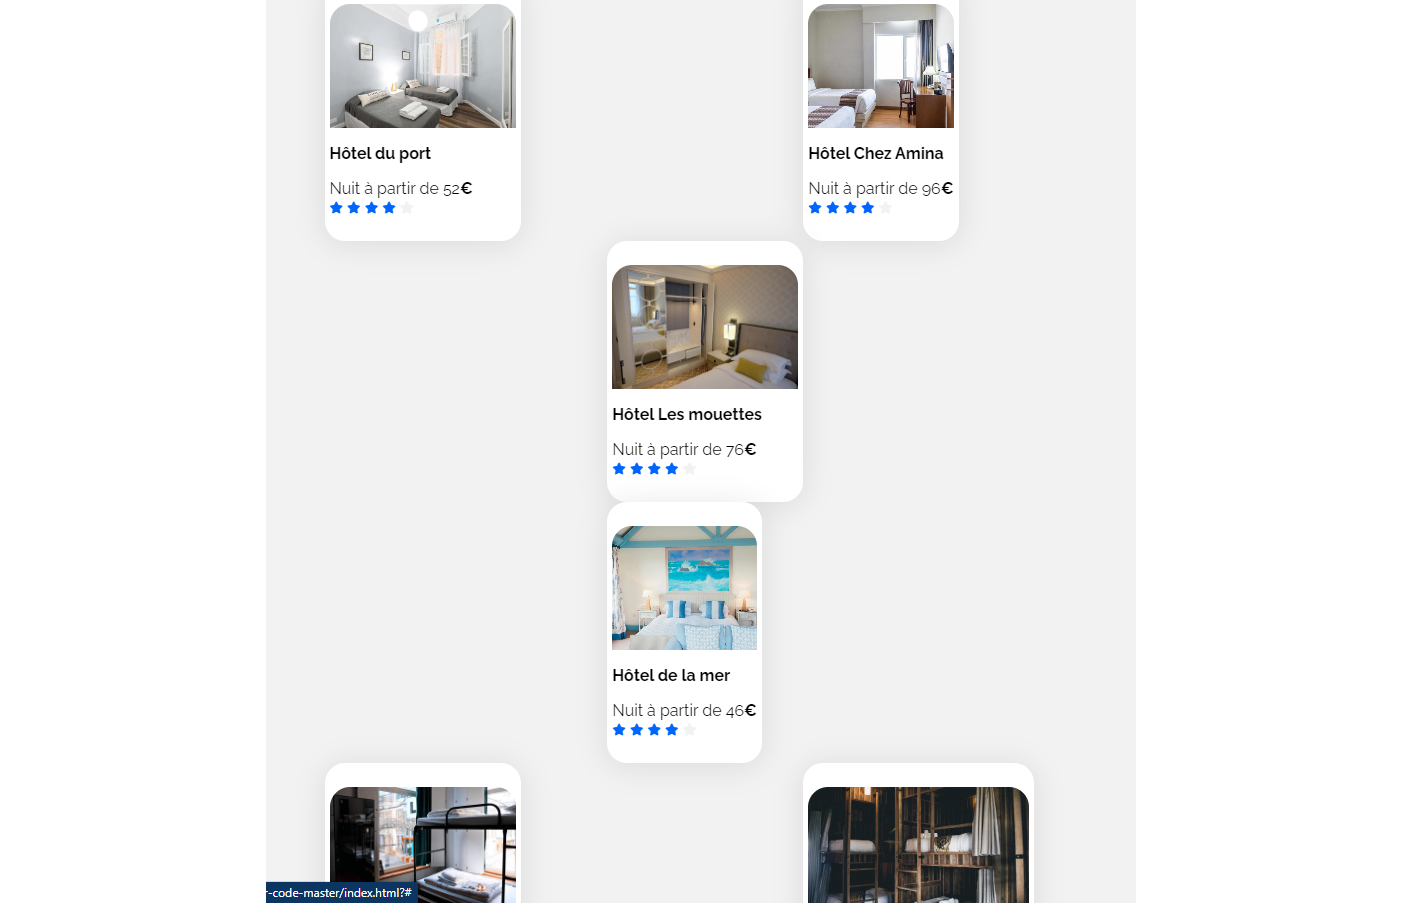 Hôtel du port
Nuit à partir de 52€
Hôtel Chez Amina
Nuit à partir de 96€
Hôtel Les mouettes
Nuit à partir de 76€
Hôtel de la mer
Nuit à partir de 46€
r-code-master/index.html?#